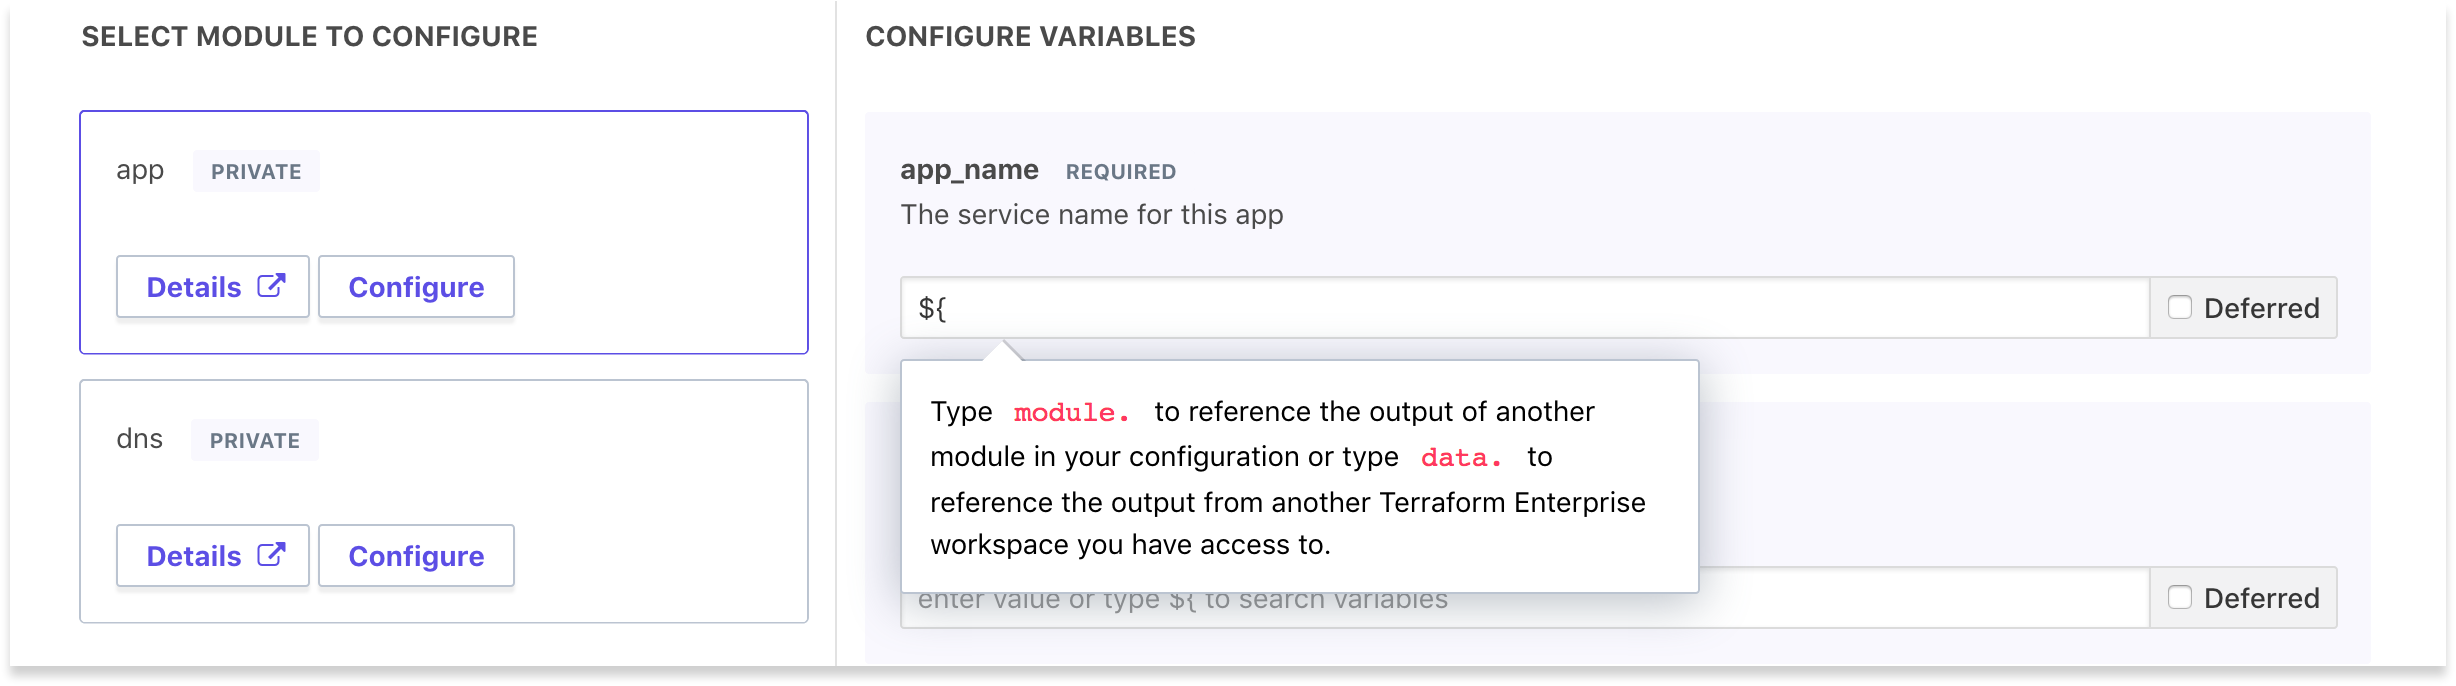 SELECT MODULE TO CONFIGURE
app PRIVATE
Details Configure
dns PRIVATE
Details Configure
CONFIGURE VARIABLES
app_name REQUIRED
The service name for this app
${ Deferred
Type module. to reference the output of another
module in your configuration or type data. to
reference the output from another Terraform Enterprise
workspace you have access to.
enter value or type ${ to search variables Deferred